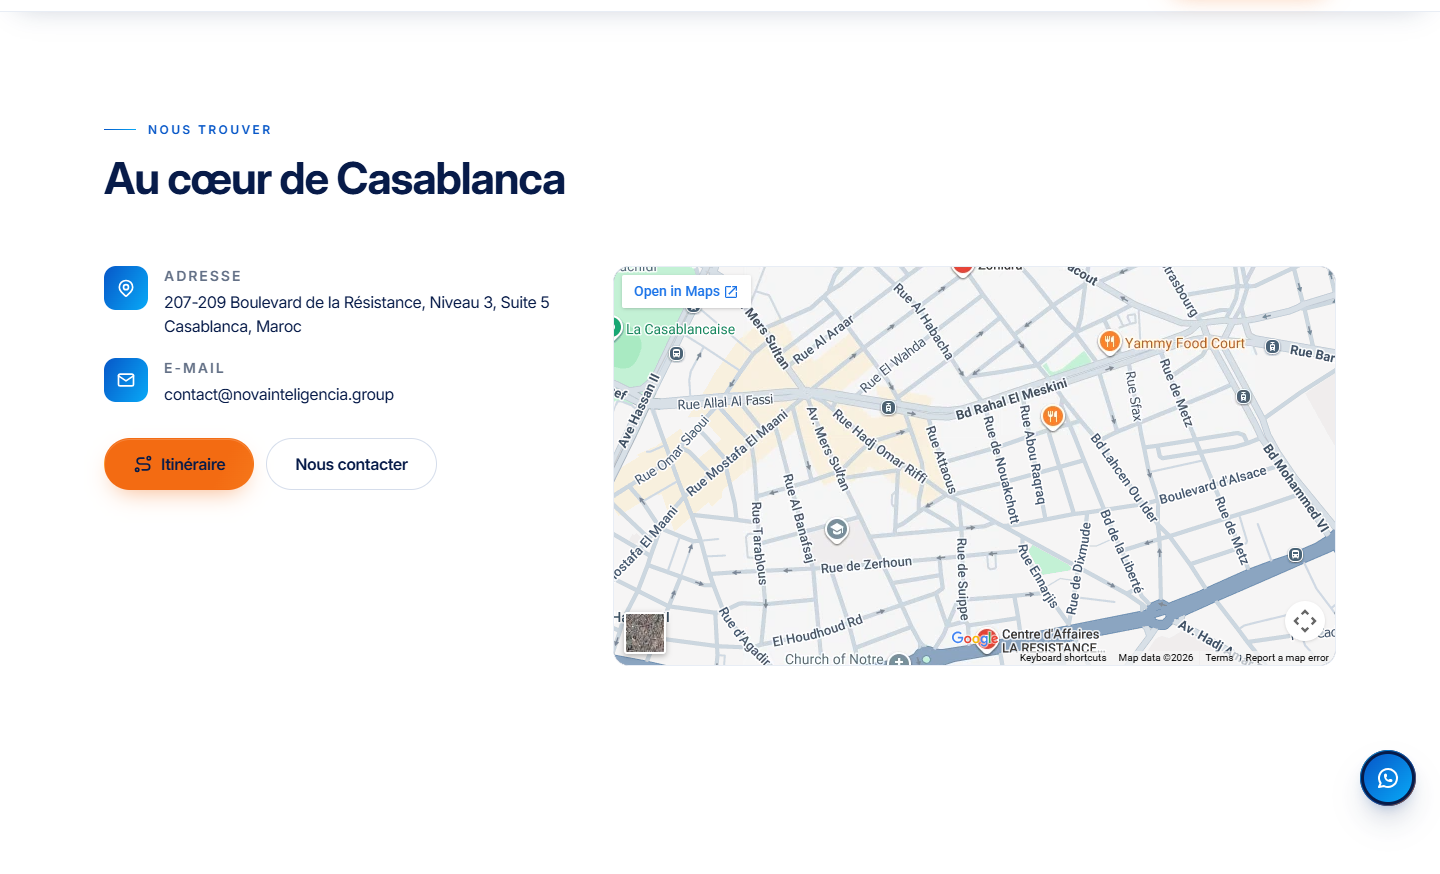 NOUS TROUVER
Au cœur de Casablanca
ADRESSE
207-209 Boulevard de la Résistance, Niveau 3, Suite 5
Casablanca, Maroc
E-MAIL
contact@novainteligencia.group
Itinéraire
Nous contacter
Open in Maps
La Casablancaise
Mers Sultan
Rue Al Araar
Rue Al Habacha
Rue El Wahda
Yammy Food Court
Rue Bar
Rue Allal Al Fassi
Bd Rahal El Meskini
Ave Hassan II
Rue Omar Slaoui
Rue Mostafa El Maani
Av. Mers Sultan
Rue Hadj Omar Riffi
Rue Attaous
Rue de Nouakchott
Rue Abou Raqraq
Rue Sfax
Rue de Metz
Bd Lahcen Ou Ider
Boulevard d'Alsace
Bd Mohammed VI
Rue de Metz
Rue Tarablous
Rue Al Banafsaj
Rue de Zerhoun
Rue de Suippe
Rue Ennarjis
Rue de Dixmude
Bd de la Liberté
Rue d'Agadir
El Houdhoud Rd
Church of Notre
Google
Centre d'Affaires
LA RESISTANCE...
Av. Hadj
Keyboard shortcuts
Map data ©2026
Terms
Report a map error